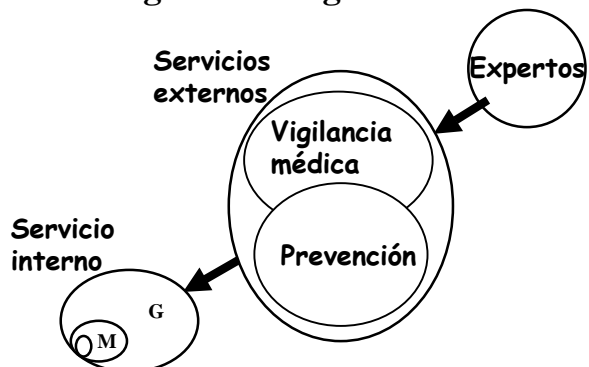 Servicios
externos
Expertos
Vigilancia
médica
Prevención
Servicio
interno
G
M